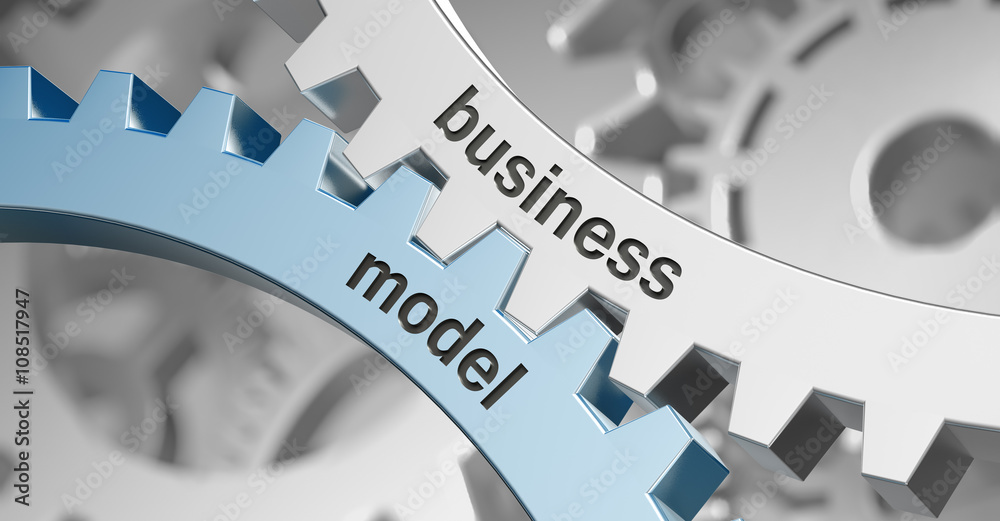 business
model
Adobe Stock | #108517947